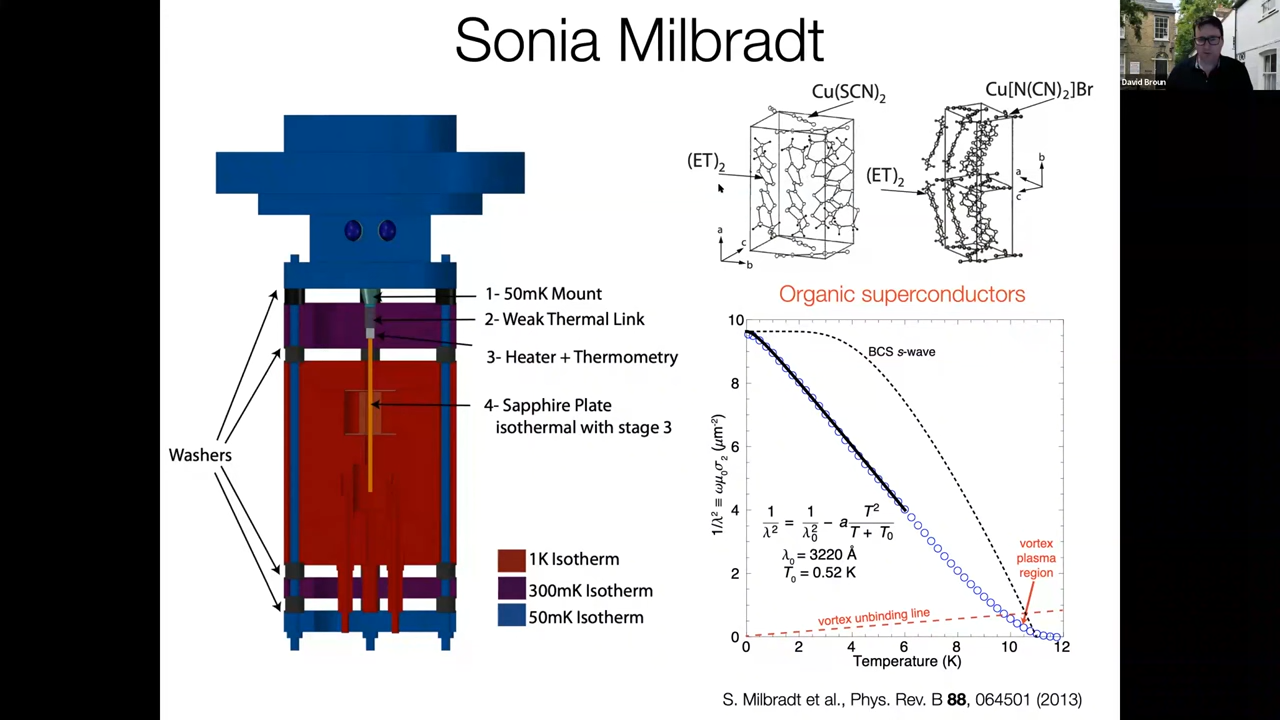 Sonia Milbradt
David Broun
1- 50mK Mount
2- Weak Thermal Link
3- Heater + Thermometry
4- Sapphire Plate
isothermal with stage 3
Washers
1K Isotherm
300mK Isotherm
50mK Isotherm
Cu(SCN)₂
(ET)₂
a
c
b
Cu[N(CN)₂]Br
(ET)₂
b
a
c
Organic superconductors
10
8
6
4
2
0
1/λ² ≡ ωμ₀σ₂ (μm⁻²)
BCS s-wave
1/λ² = 1/λ₀² − a T²/(T + T₀)
λ₀ = 3220 Å
T₀ = 0.52 K
vortex
plasma
region
vortex unbinding line
0 2 4 6 8 10 12
Temperature (K)
S. Milbradt et al., Phys. Rev. B 88, 064501 (2013)